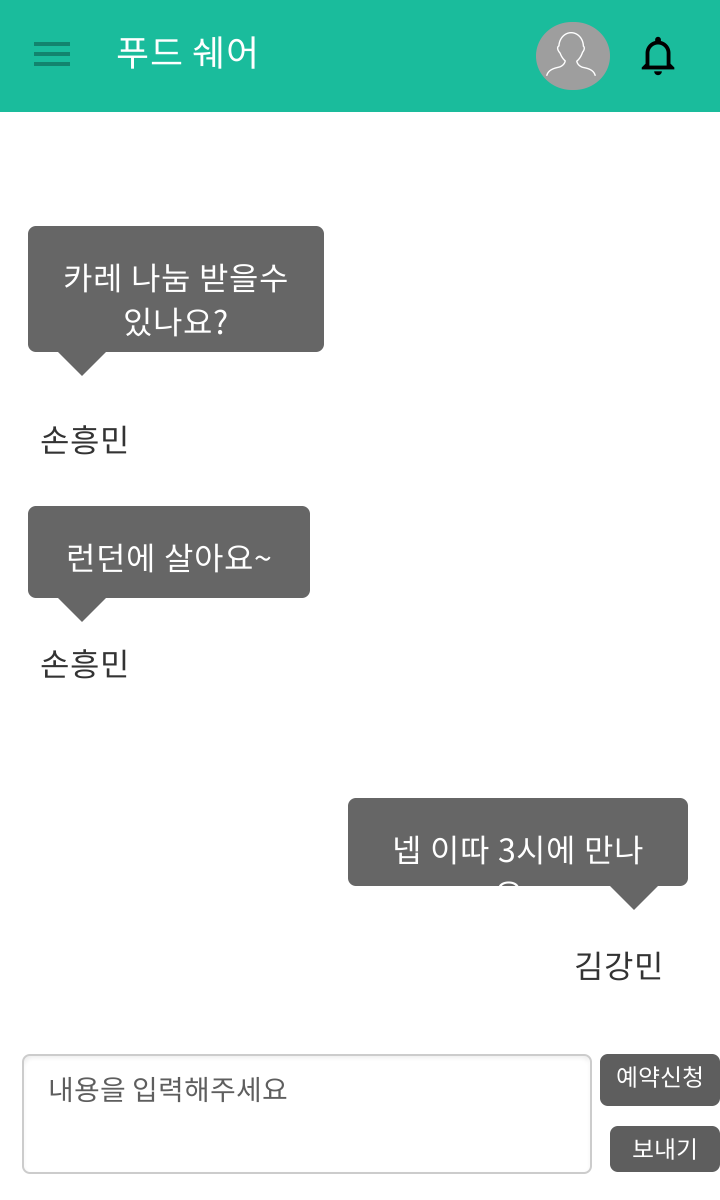 푸드 쉐어
카레 나눔 받을수
있나요?
손흥민
런던에 살아요~
손흥민
넵 이따 3시에 만나
김강민
내용을 입력해주세요
예약신청
보내기